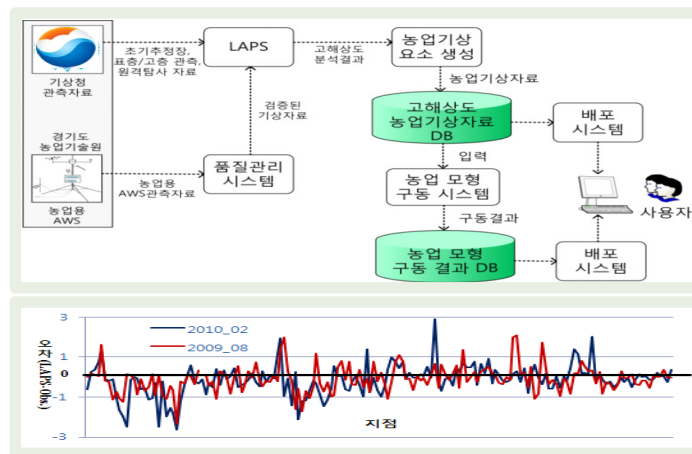 기상청
관측자료
경기도
농업기술원
농업용
AWS
초기추정장,
표층/고층 관측,
원격탐사 자료
LAPS
고해상도
분석결과
농업기상
요소 생성
검증된
기상자료
농업용
AWS관측자료
품질관리
시스템
농업기상자료
고해상도
농업기상자료
DB
입력
농업 모형
구동 시스템
구동결과
농업 모형
구동 결과 DB
배포
시스템
사용자
배포
시스템
오차(LAPS-Obs)
3
1
0
-1
-3
2010_02
2009_08
지점